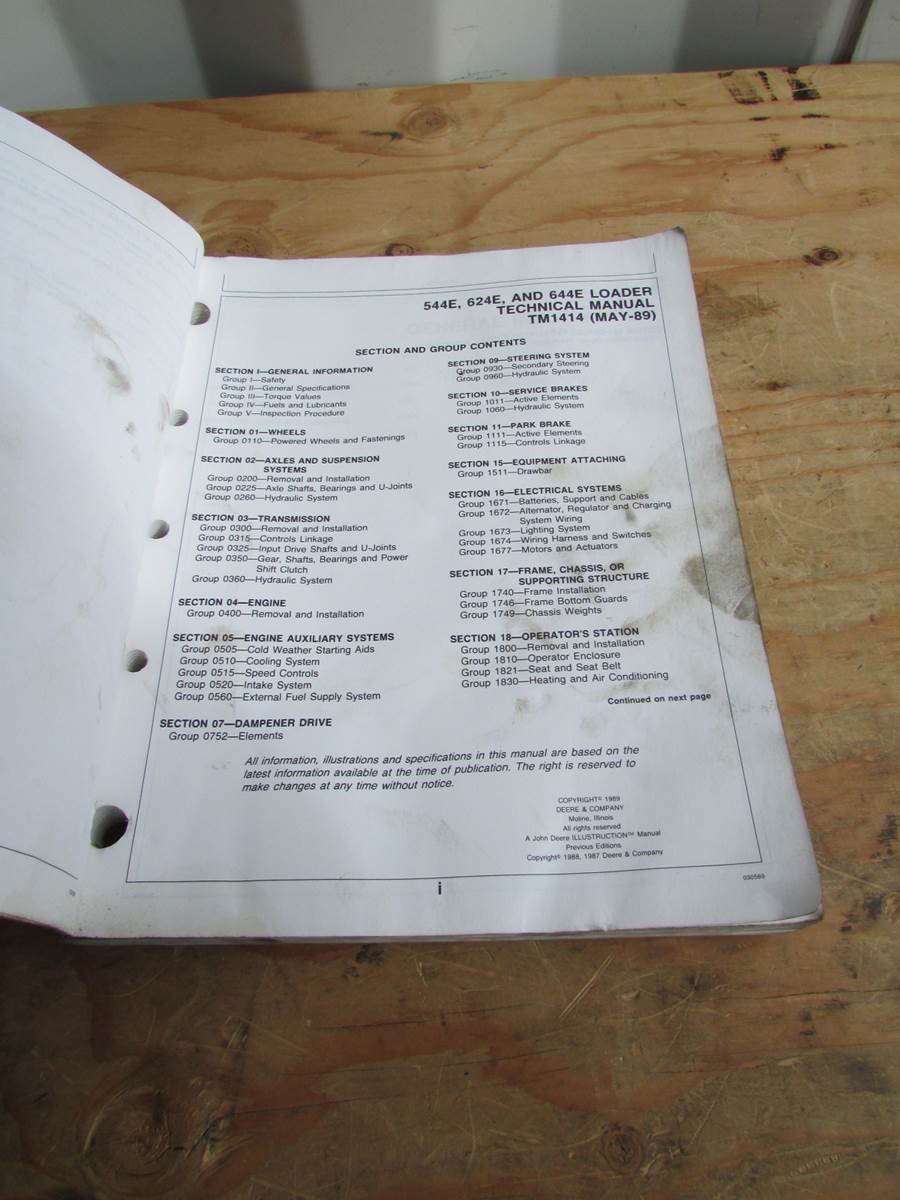 544E, 624E, AND 644E LOADER
TECHNICAL MANUAL
TM1414 (MAY-89)
SECTION AND GROUP CONTENTS
SECTION I—GENERAL INFORMATION
Group I—Safety
Group II—General Specifications
Group III—Torque Values
Group IV—Fuels and Lubricants
Group V—Inspection Procedure
SECTION 01—WHEELS
Group 0110—Powered Wheels and Fastenings
SECTION 02—AXLES AND SUSPENSION
SYSTEMS
Group 0200—Removal and Installation
Group 0225—Axle Shafts, Bearings and U-Joints
Group 0260—Hydraulic System
SECTION 03—TRANSMISSION
Group 0300—Removal and Installation
Group 0315—Controls Linkage
Group 0325—Input Drive Shafts and U-Joints
Group 0350—Gear, Shafts, Bearings and Power
Shift Clutch
Group 0360—Hydraulic System
SECTION 04—ENGINE
Group 0400—Removal and Installation
SECTION 05—ENGINE AUXILIARY SYSTEMS
Group 0505—Cold Weather Starting Aids
Group 0510—Cooling System
Group 0515—Speed Controls
Group 0520—Intake System
Group 0560—External Fuel Supply System
SECTION 07—DAMPENER DRIVE
Group 0752—Elements
SECTION 09—STEERING SYSTEM
Group 0930—Secondary Steering
Group 0960—Hydraulic System
SECTION 10—SERVICE BRAKES
Group 1011—Active Elements
Group 1060—Hydraulic System
SECTION 11—PARK BRAKE
Group 1111—Active Elements
Group 1115—Controls Linkage
SECTION 15—EQUIPMENT ATTACHING
Group 1511—Drawbar
SECTION 16—ELECTRICAL SYSTEMS
Group 1671—Batteries, Support and Cables
Group 1672—Alternator, Regulator and Charging
System Wiring
Group 1673—Lighting System
Group 1674—Wiring Harness and Switches
Group 1677—Motors and Actuators
SECTION 17—FRAME, CHASSIS, OR
SUPPORTING STRUCTURE
Group 1740—Frame Installation
Group 1746—Frame Bottom Guards
Group 1749—Chassis Weights
SECTION 18—OPERATOR'S STATION
Group 1800—Removal and Installation
Group 1810—Operator Enclosure
Group 1821—Seat and Seat Belt
Group 1830—Heating and Air Conditioning
Continued on next page
All information, illustrations and specifications in this manual are based on the
latest information available at the time of publication. The right is reserved to
make changes at any time without notice.
COPYRIGHT© 1989
DEERE & COMPANY
Moline, Illinois
All rights reserved
A John Deere ILLUSTRUCTION™ Manual
Previous Editions
Copyright© 1988, 1987 Deere & Company
i
030569